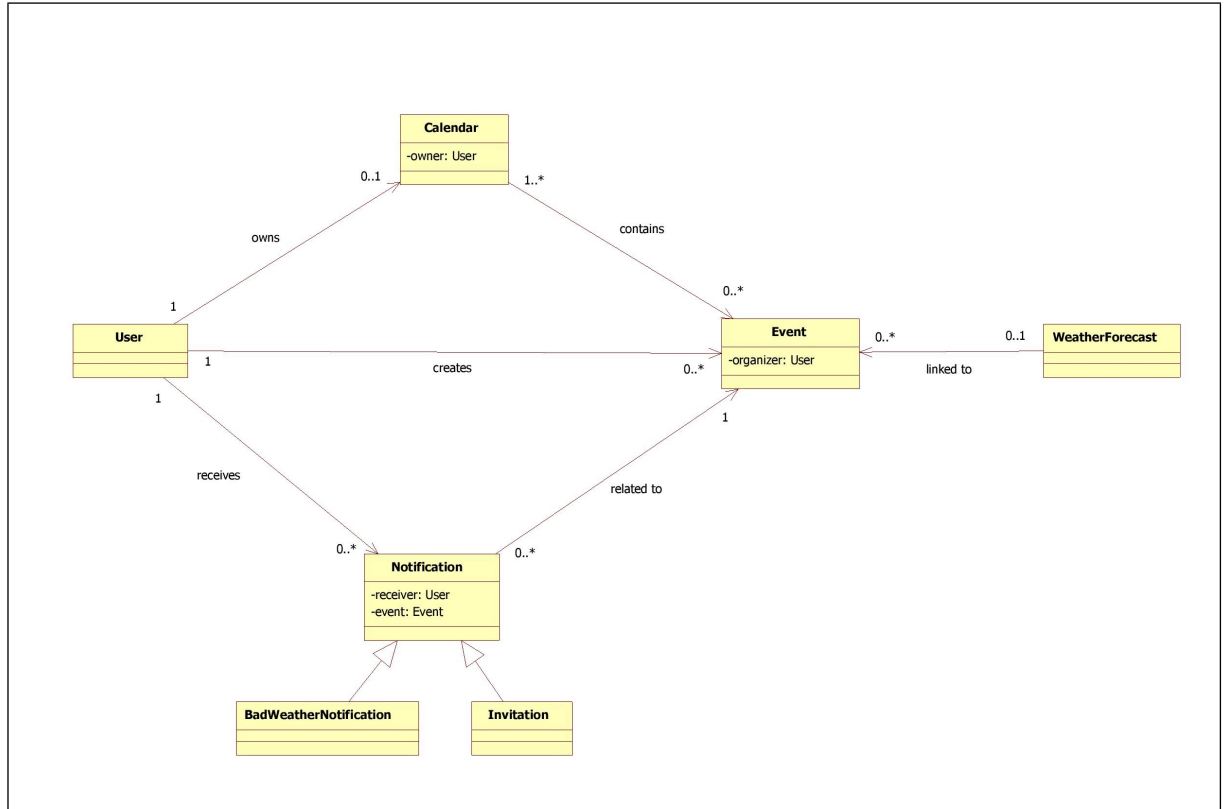 Calendar
-owner: User
0..1
1..*
owns
contains
1
0..*
User
Event
-organizer: User
0..*
0..1
WeatherForecast
1
creates
0..*
linked to
1
1
receives
related to
0..*
0..*
Notification
-receiver: User
-event: Event
BadWeatherNotification
Invitation